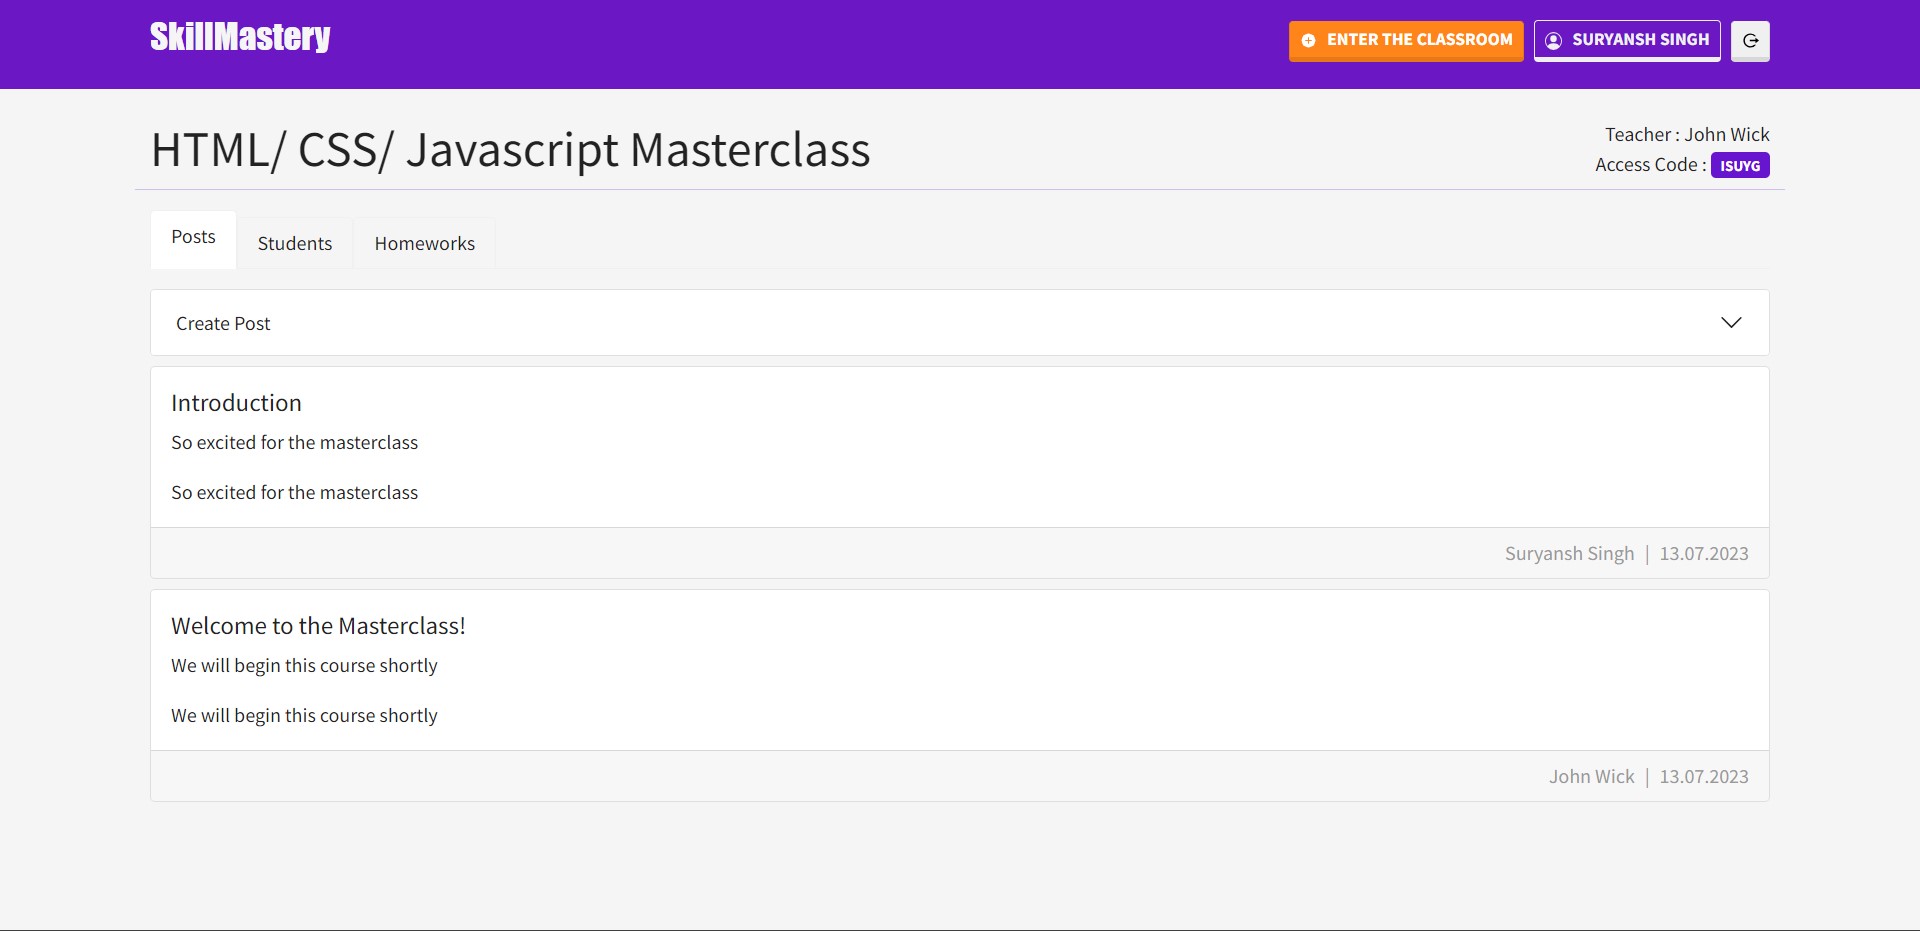 SkillMastery
ENTER THE CLASSROOM
SURYANSH SINGH
HTML/ CSS/ Javascript Masterclass
Teacher : John Wick
Access Code : ISUYG
Posts
Students
Homeworks
Create Post
Introduction
So excited for the masterclass
So excited for the masterclass
Suryansh Singh | 13.07.2023
Welcome to the Masterclass!
We will begin this course shortly
We will begin this course shortly
John Wick | 13.07.2023